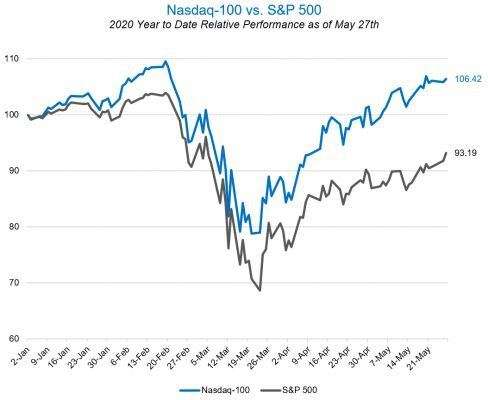 Nasdaq-100 vs. S&P 500
2020 Year to Date Relative Performance as of May 27th
110
100
90
80
70
60
106.42
93.19
2-Jan
9-Jan
16-Jan
23-Jan
30-Jan
6-Feb
13-Feb
20-Feb
27-Feb
5-Mar
12-Mar
19-Mar
26-Mar
2-Apr
9-Apr
16-Apr
23-Apr
30-Apr
7-May
14-May
21-May
Nasdaq-100
S&P 500